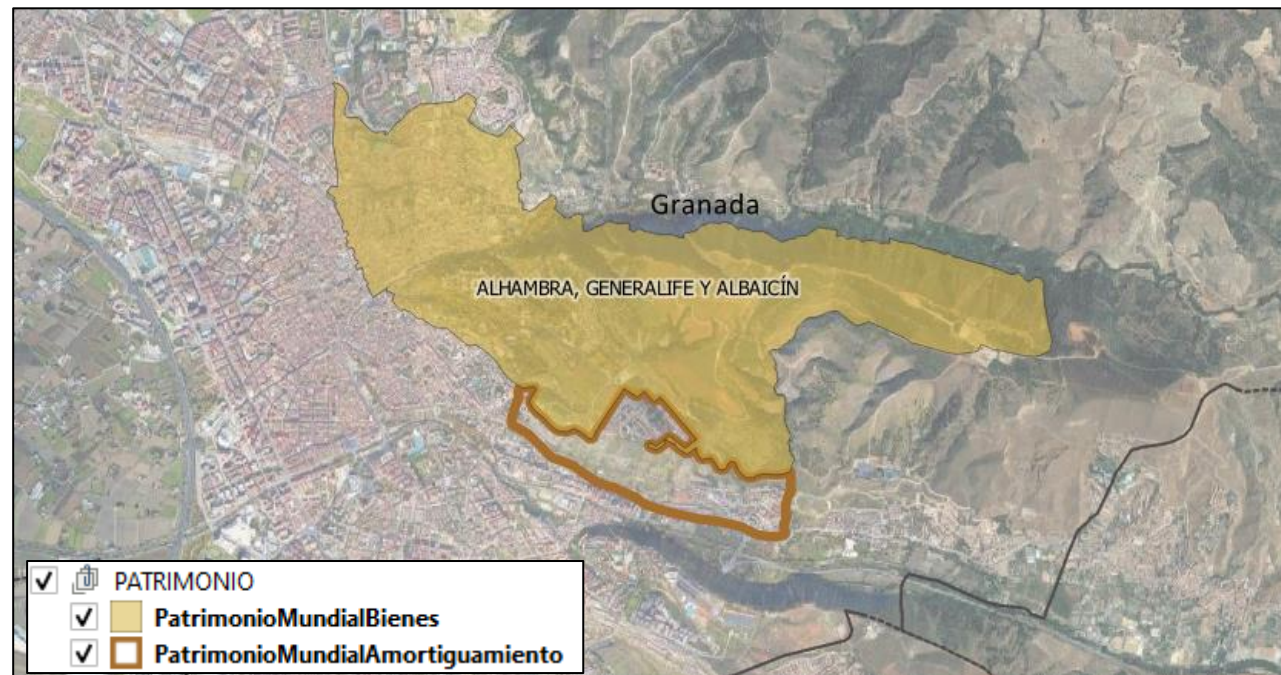 Granada
ALHAMBRA, GENERALIFE Y ALBAICÍN
PATRIMONIO
PatrimonioMundialBienes
PatrimonioMundialAmortiguamiento